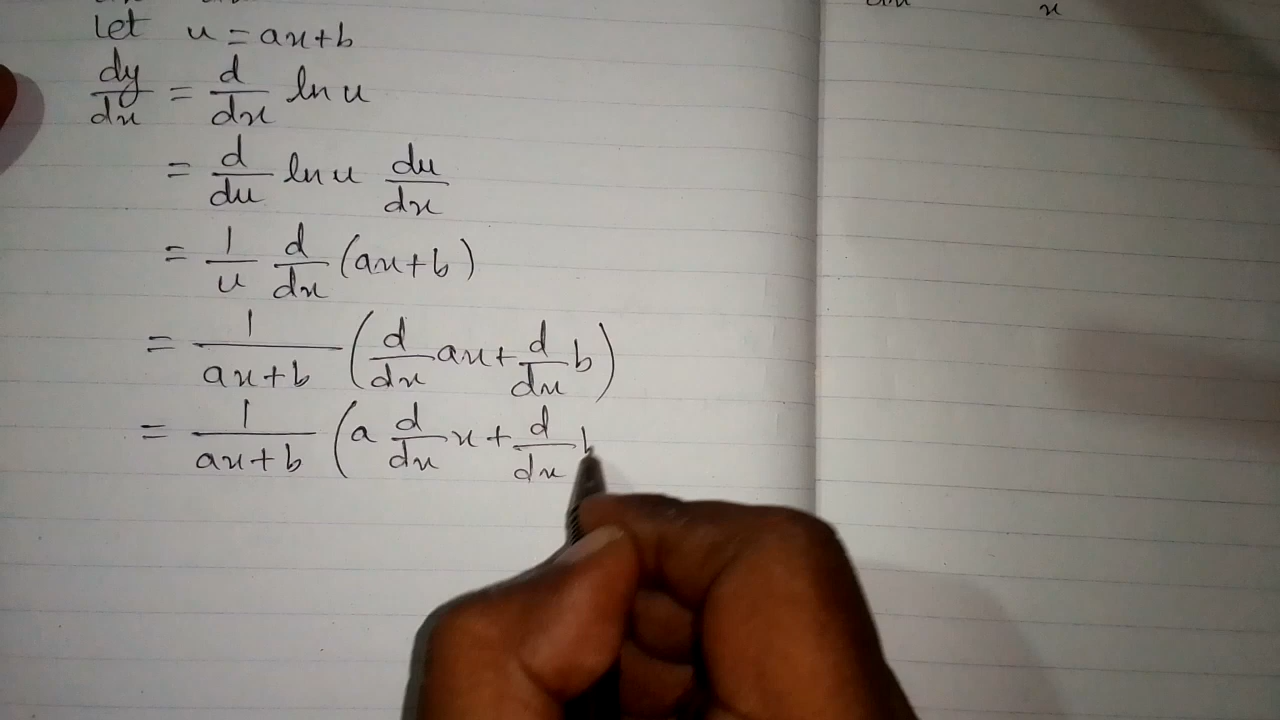 Let u = ax+b
dy/dx = d/dx ln u
= d/du ln u du/dx
= 1/u d/dx (ax+b)
= 1/(ax+b) (d/dx ax + d/dx b)
= 1/(ax+b) (a d/dx x + d/dx b
x